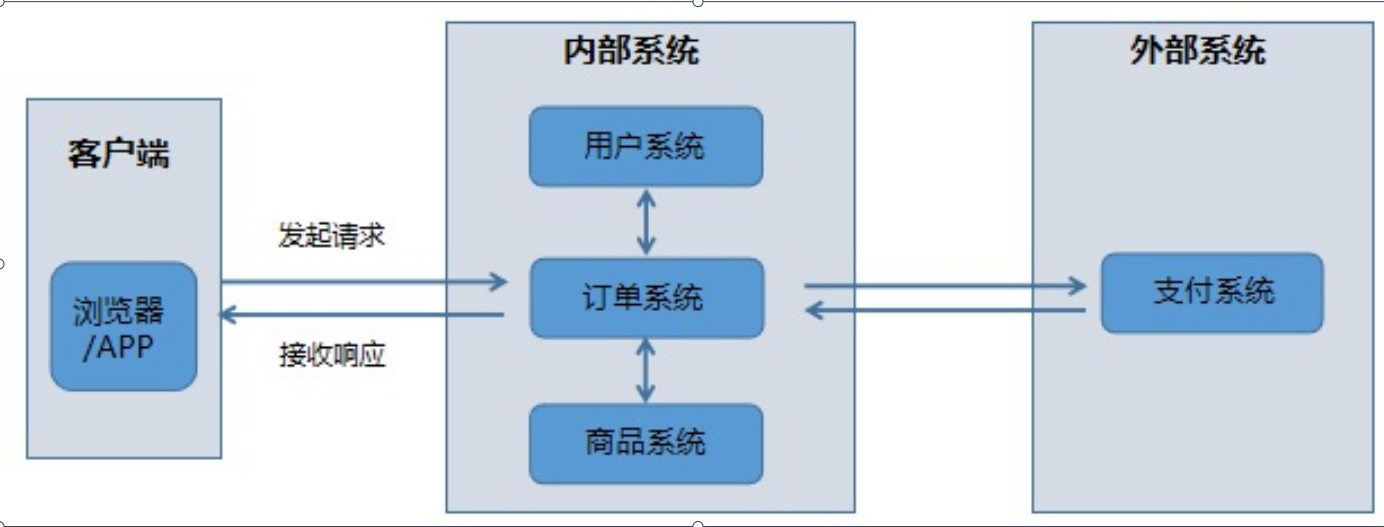 客户端
浏览器
/APP
发起请求
接收响应
内部系统
用户系统
订单系统
商品系统
外部系统
支付系统